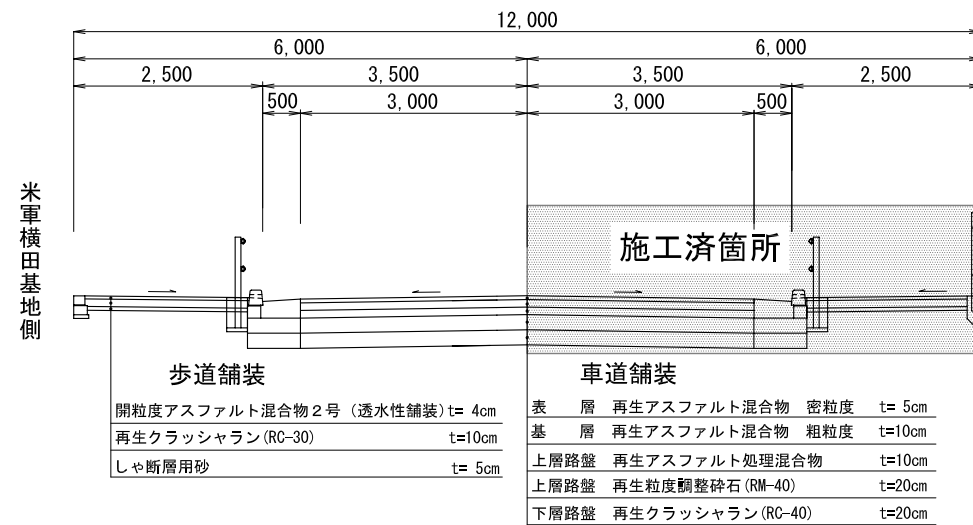 12,000
6,000 6,000
2,500 3,500 3,500 2,500
500 3,000 3,000 500
米軍横田基地側
施工済箇所
歩道舗装
開粒度アスファルト混合物2号 (透水性舗装) t= 4cm
再生クラッシャラン(RC-30) t=10cm
しゃ断層用砂 t= 5cm
車道舗装
表 層 再生アスファルト混合物 密粒度 t= 5cm
基 層 再生アスファルト混合物 粗粒度 t=10cm
上層路盤 再生アスファルト処理混合物 t=10cm
上層路盤 再生粒度調整砕石(RM-40) t=20cm
下層路盤 再生クラッシャラン(RC-40) t=20cm